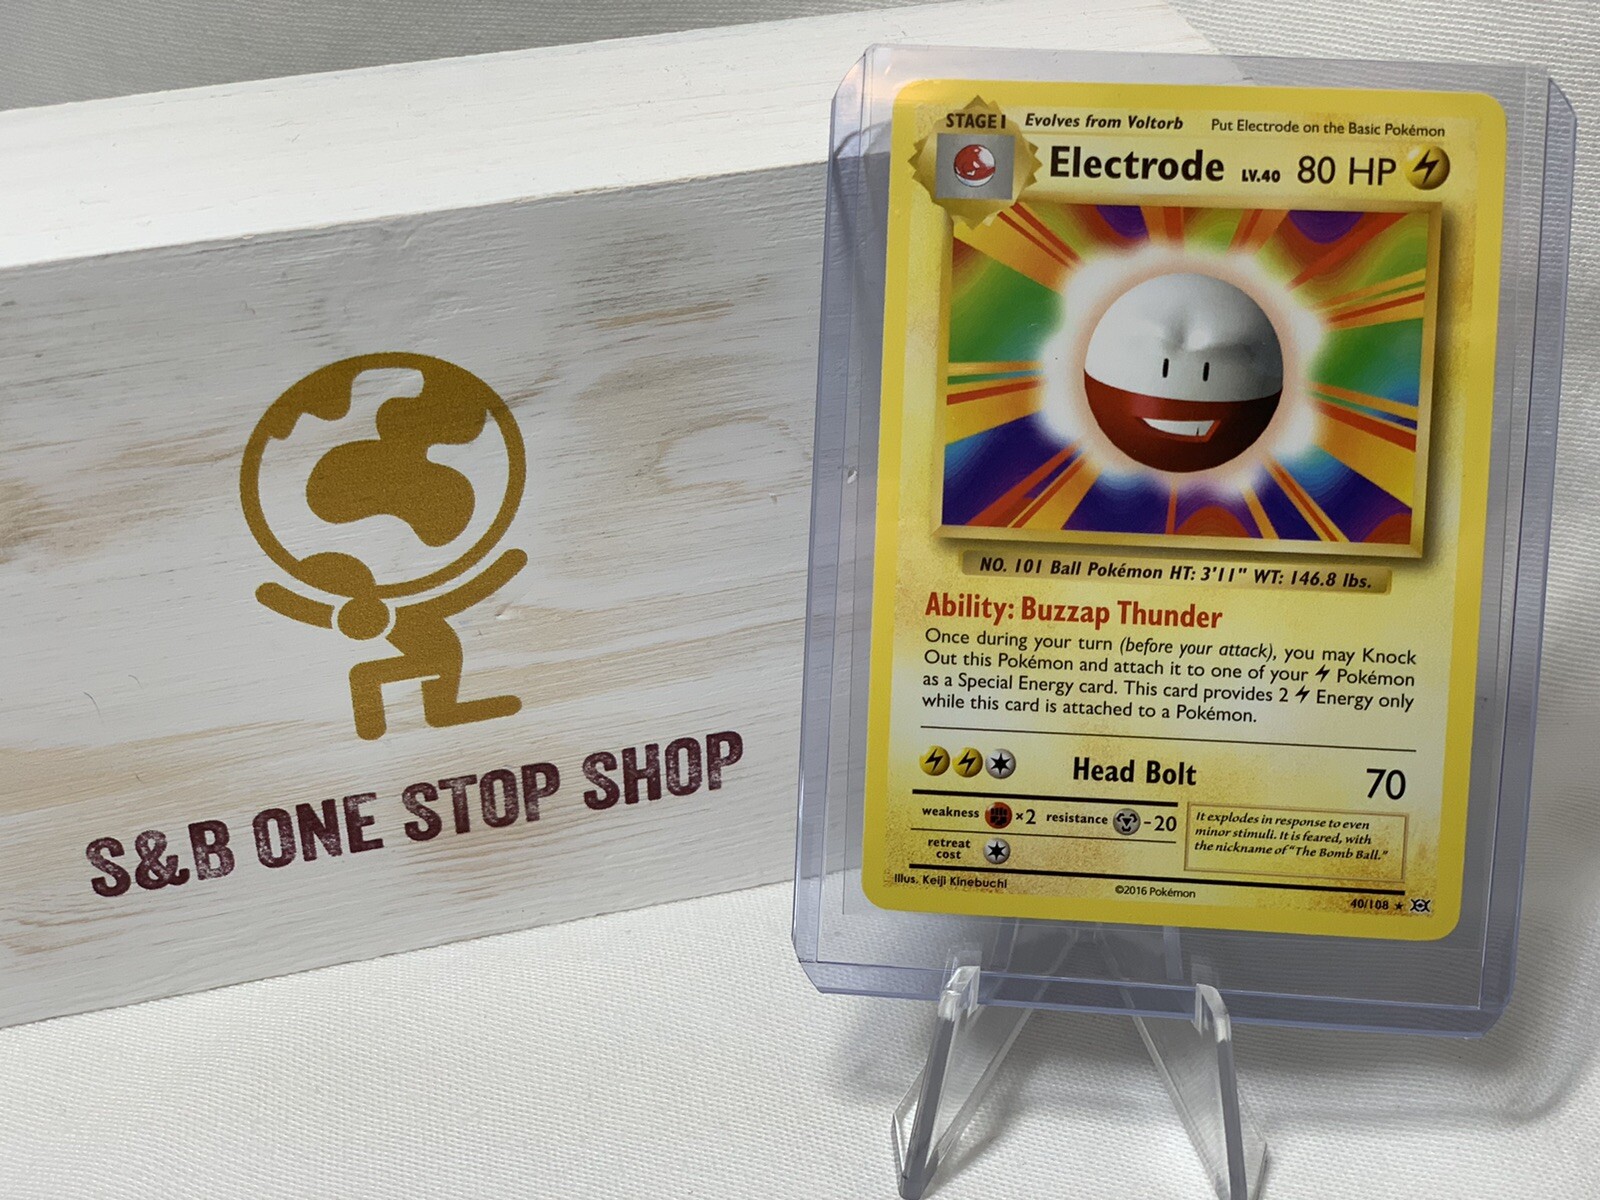 S&B ONE STOP SHOP
STAGE 1 Evolves from Voltorb Put Electrode on the Basic Pokémon
Electrode LV.40 80 HP
NO. 101 Ball Pokémon HT: 3'11" WT: 146.8 lbs.
Ability: Buzzap Thunder
Once during your turn (before your attack), you may Knock
Out this Pokémon and attach it to one of your Pokémon
as a Special Energy card. This card provides 2 Energy only
while this card is attached to a Pokémon.
Head Bolt 70
weakness ×2 resistance -20
retreat
cost
It explodes in response to even
minor stimuli. It is feared, with
the nickname of "The Bomb Ball."
Illus. Keiji Kinebuchi
©2016 Pokémon
40/108 ★